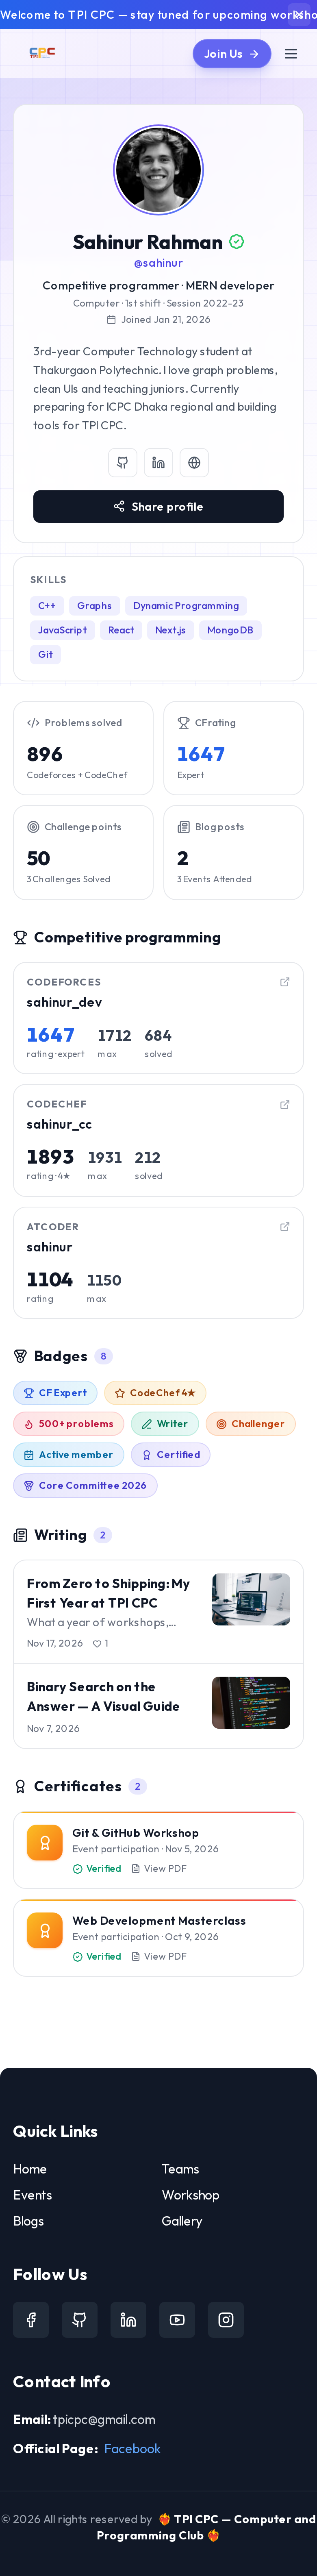 Welcome to TPI CPC — stay tuned for upcoming worksho
CPC
Join Us
Sahinur Rahman
@sahinur
Competitive programmer · MERN developer
Computer · 1st shift · Session 2022-23
Joined Jan 21, 2026
3rd-year Computer Technology student at
Thakurgaon Polytechnic. I love graph problems,
clean UIs and teaching juniors. Currently
preparing for ICPC Dhaka regional and building
tools for TPI CPC.
Share profile
SKILLS
C++ Graphs Dynamic Programming
JavaScript React Next.js MongoDB
Git
Problems solved
896
Codeforces + CodeChef
CF rating
1647
Expert
Challenge points
50
3 Challenges Solved
Blog posts
2
3 Events Attended
Competitive programming
CODEFORCES
sahinur_dev
1647 1712 684
rating · expert max solved
CODECHEF
sahinur_cc
1893 1931 212
rating · 4★ max solved
ATCODER
sahinur
1104 1150
rating max
Badges 8
CF Expert CodeChef 4★
500+ problems Writer Challenger
Active member Certified
Core Committee 2026
Writing 2
From Zero to Shipping: My
First Year at TPI CPC
What a year of workshops,...
Nov 17, 2026 1
Binary Search on the
Answer — A Visual Guide
Nov 7, 2026
Certificates 2
Git & GitHub Workshop
Event participation · Nov 5, 2026
Verified View PDF
Web Development Masterclass
Event participation · Oct 9, 2026
Verified View PDF
Quick Links
Home Teams
Events Workshop
Blogs Gallery
Follow Us
Contact Info
Email: tpicpc@gmail.com
Official Page: Facebook
© 2026 All rights reserved by ❤️‍🔥 TPI CPC — Computer and
Programming Club ❤️‍🔥